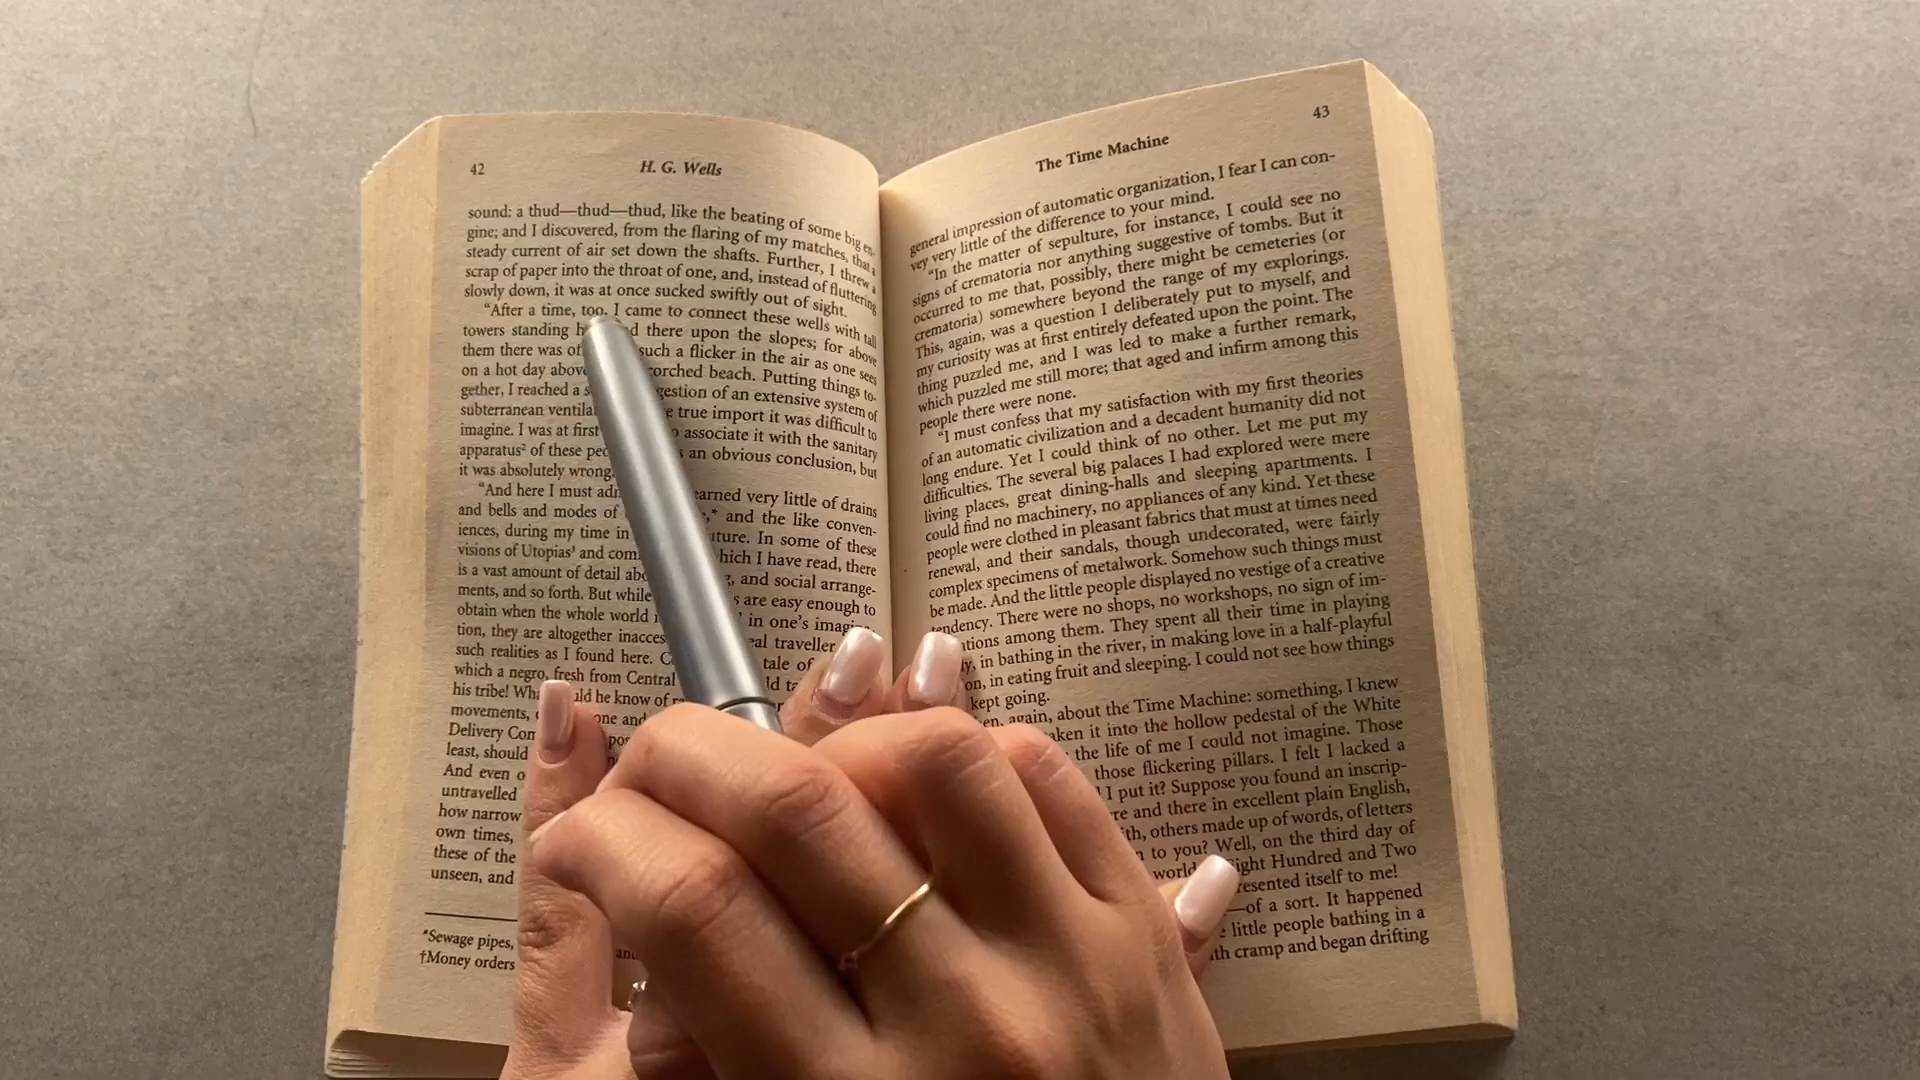 42
H. G. Wells
sound: a thud—thud—thud, like the beating of some big en-
gine; and I discovered, from the flaring of my matches, that a
steady current of air set down the shafts. Further, I threw a
scrap of paper into the throat of one, and, instead of fluttering
slowly down, it was at once sucked swiftly out of sight.
“After a time, too, I came to connect these wells with tall
towers standing there upon the slopes; for above
them there was such a flicker in the air as one sees
on a hot day above scorched beach. Putting things to-
gether, I reached a suggestion of an extensive system of
subterranean true import it was difficult to
imagine. I was at first associate it with the sanitary
apparatus² of these an obvious conclusion, but
it was absolutely wrong.
“And here I must learned very little of drains
and bells and modes of and the like conven-
iences, during my time in future. In some of these
visions of Utopias³ and which I have read, there
is a vast amount of detail and social arrange-
ments, and so forth. But while are easy enough to
obtain when the whole world in one's
tion, they are altogether traveller
such realities as I found here. tale of
which a negro, fresh from Central
his tribe! he know of
movements, and
Delivery
least, should
And even
untravelled
how narrow
own times,
these of the
unseen, and
*Sewage pipes,
†Money orders
43
The Time Machine
general impression of automatic organization, I fear I can con-
vey very little of the difference to your mind.
“In the matter of sepulture, for instance, I could see no
signs of crematoria nor anything suggestive of tombs. But it
occurred to me that, possibly, there might be cemeteries (or
crematoria) somewhere beyond the range of my explorings.
This, again, was a question I deliberately put to myself, and
my curiosity was at first entirely defeated upon the point. The
thing puzzled me, and I was led to make a further remark,
which puzzled me still more; that aged and infirm among this
people there were none.
“I must confess that my satisfaction with my first theories
of an automatic civilization and a decadent humanity did not
long endure. Yet I could think of no other. Let me put my
difficulties. The several big palaces I had explored were mere
living places, great dining-halls and sleeping apartments. I
could find no machinery, no appliances of any kind. Yet these
people were clothed in pleasant fabrics that must at times need
renewal, and their sandals, though undecorated, were fairly
complex specimens of metalwork. Somehow such things must
be made. And the little people displayed no vestige of a creative
tendency. There were no shops, no workshops, no sign of im-
among them. They spent all their time in playing
in bathing in the river, in making love in a half-playful
in eating fruit and sleeping. I could not see how things
kept going.
again, about the Time Machine: something, I knew
taken it into the hollow pedestal of the White
the life of me I could not imagine. Those
those flickering pillars. I felt I lacked a
I put it? Suppose you found an inscrip-
and there in excellent plain English,
others made up of words, of letters
to you? Well, on the third day of
world Eight Hundred and Two
presented itself to me!
—of a sort. It happened
little people bathing in a
cramp and began drifting